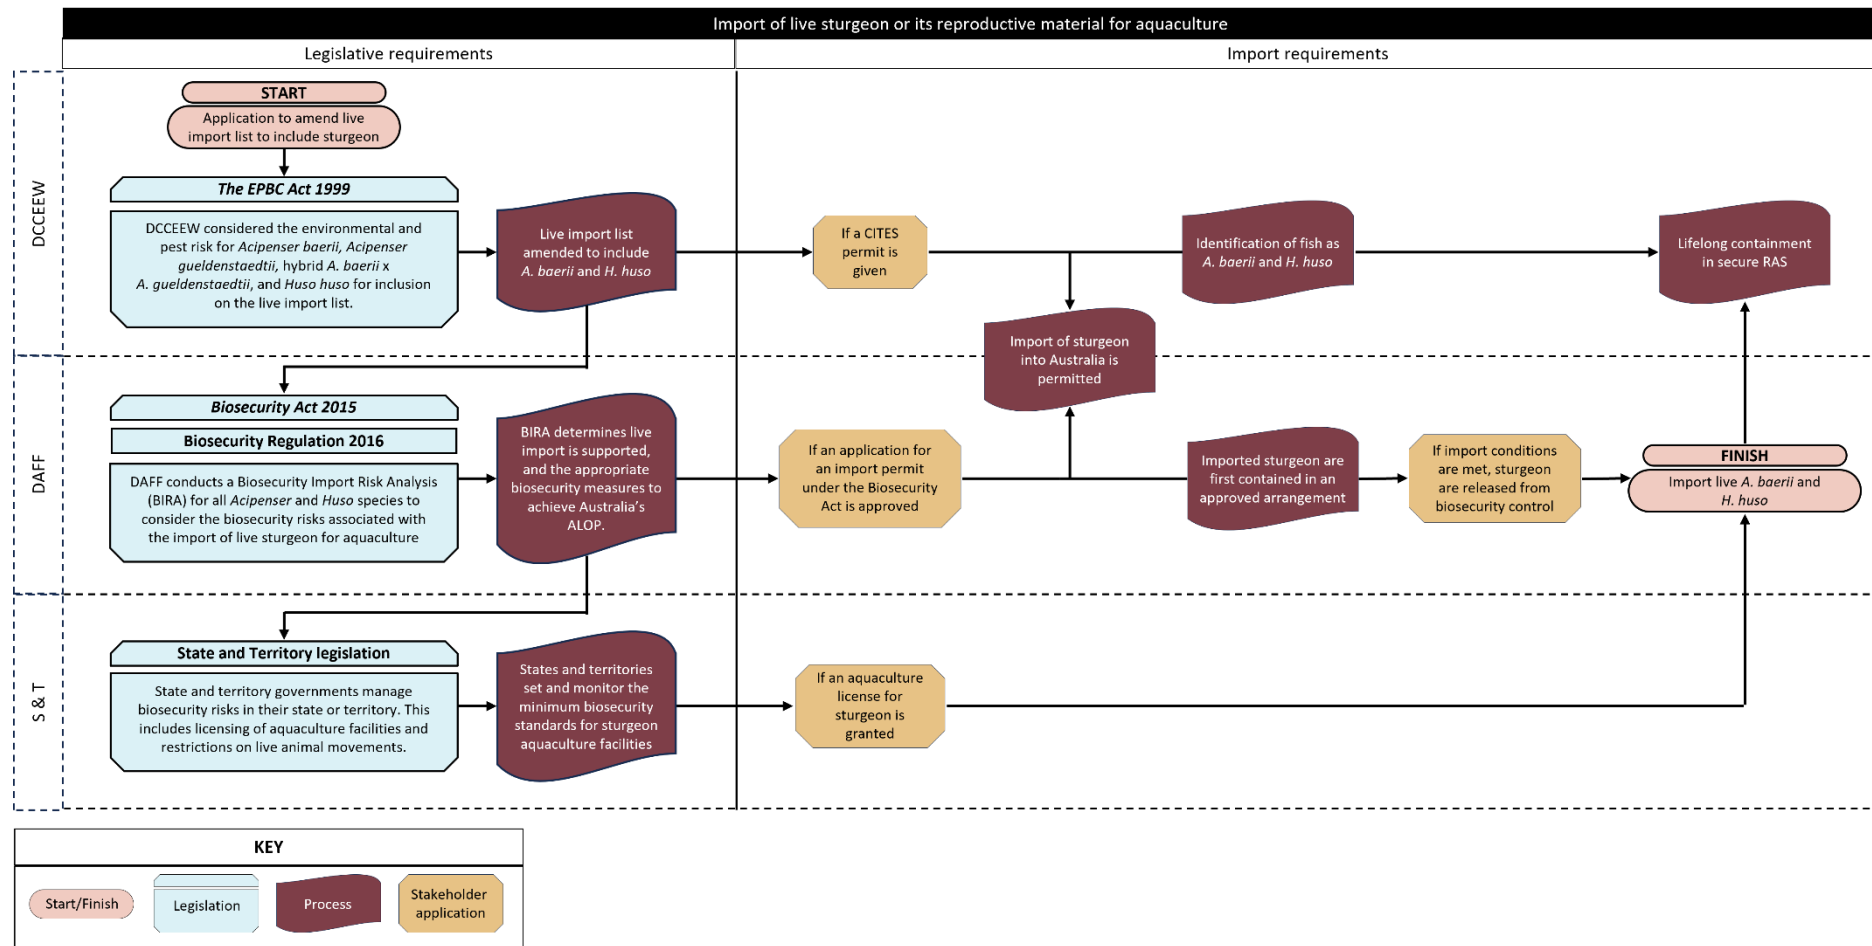 Import of live sturgeon or its reproductive material for aquaculture
Legislative requirements
Import requirements
DCCEEW
START
Application to amend live
import list to include sturgeon
The EPBC Act 1999
DCCEEW considered the environmental and
pest risk for Acipenser baerii, Acipenser
gueldenstaedtii, hybrid A. baerii x
A. gueldenstaedtii, and Huso huso for inclusion
on the live import list.
Live import list
amended to include
A. baerii and H. huso
If a CITES
permit is
given
Identification of fish as
A. baerii and H. huso
Lifelong containment
in secure RAS
Import of sturgeon
into Australia is
permitted
DAFF
Biosecurity Act 2015
Biosecurity Regulation 2016
DAFF conducts a Biosecurity Import Risk Analysis
(BIRA) for all Acipenser and Huso species to
consider the biosecurity risks associated with
the import of live sturgeon for aquaculture
BIRA determines live
import is supported,
and the appropriate
biosecurity measures to
achieve Australia's
ALOP.
If an application for
an import permit
under the Biosecurity
Act is approved
Imported sturgeon are
first contained in an
approved arrangement
If import conditions
are met, sturgeon
are released from
biosecurity control
FINISH
Import live A. baerii and
H. huso
S & T
State and Territory legislation
State and territory governments manage
biosecurity risks in their state or territory. This
includes licensing of aquaculture facilities and
restrictions on live animal movements.
States and territories
set and monitor the
minimum biosecurity
standards for sturgeon
aquaculture facilities
If an aquaculture
license for
sturgeon is
granted
KEY
Start/Finish
Legislation
Process
Stakeholder
application